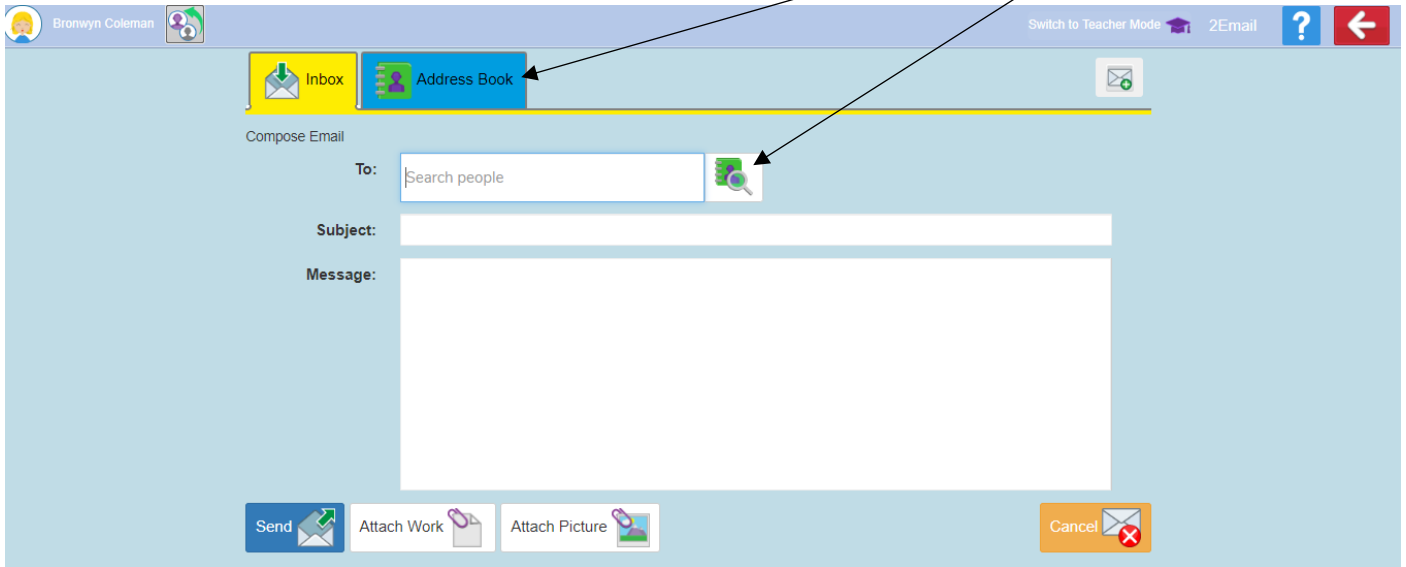 Bronwyn Coleman
Switch to Teacher Mode
2Email
?
Inbox
Address Book
Compose Email
To:
Search people
Subject:
Message:
Send
Attach Work
Attach Picture
Cancel